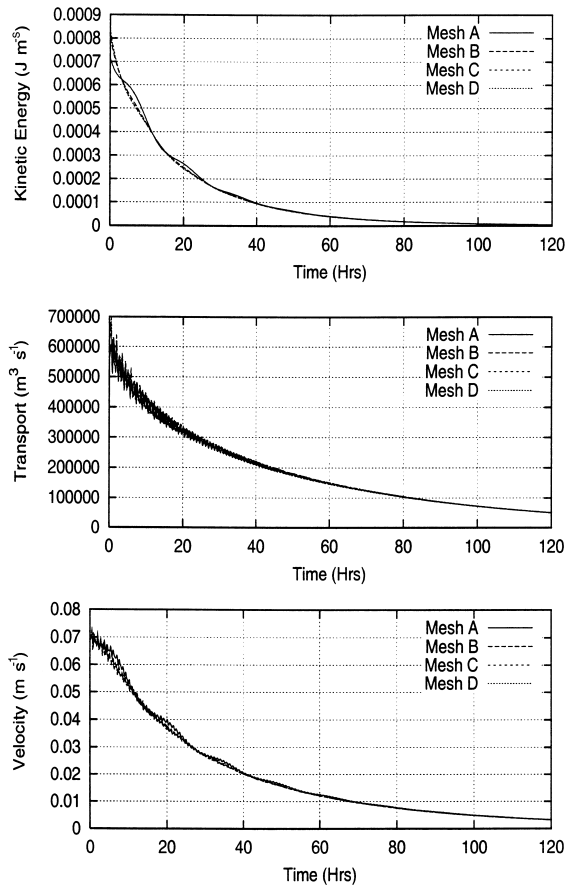 Kinetic Energy (J m⁻ˢ)
0.0009
0.0008
0.0007
0.0006
0.0005
0.0004
0.0003
0.0002
0.0001
0
Mesh A
Mesh B
Mesh C
Mesh D
0 20 40 60 80 100 120
Time (Hrs)
Transport (m³ s⁻¹)
700000
600000
500000
400000
300000
200000
100000
0
Mesh A
Mesh B
Mesh C
Mesh D
0 20 40 60 80 100 120
Time (Hrs)
Velocity (m s⁻¹)
0.08
0.07
0.06
0.05
0.04
0.03
0.02
0.01
0
Mesh A
Mesh B
Mesh C
Mesh D
0 20 40 60 80 100 120
Time (Hrs)